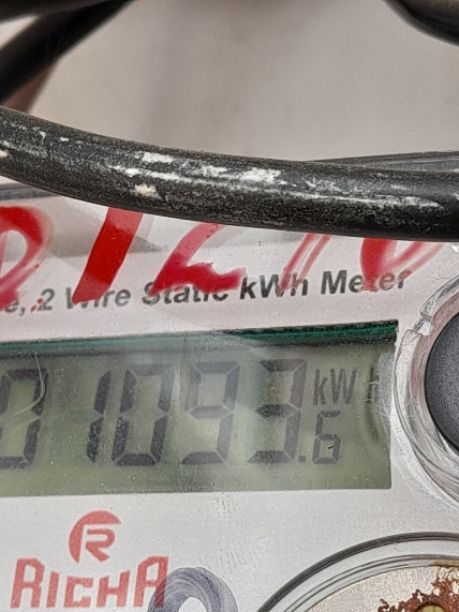 2 Wire Static kWh Meter
01093.6 kWh
R
RICHA